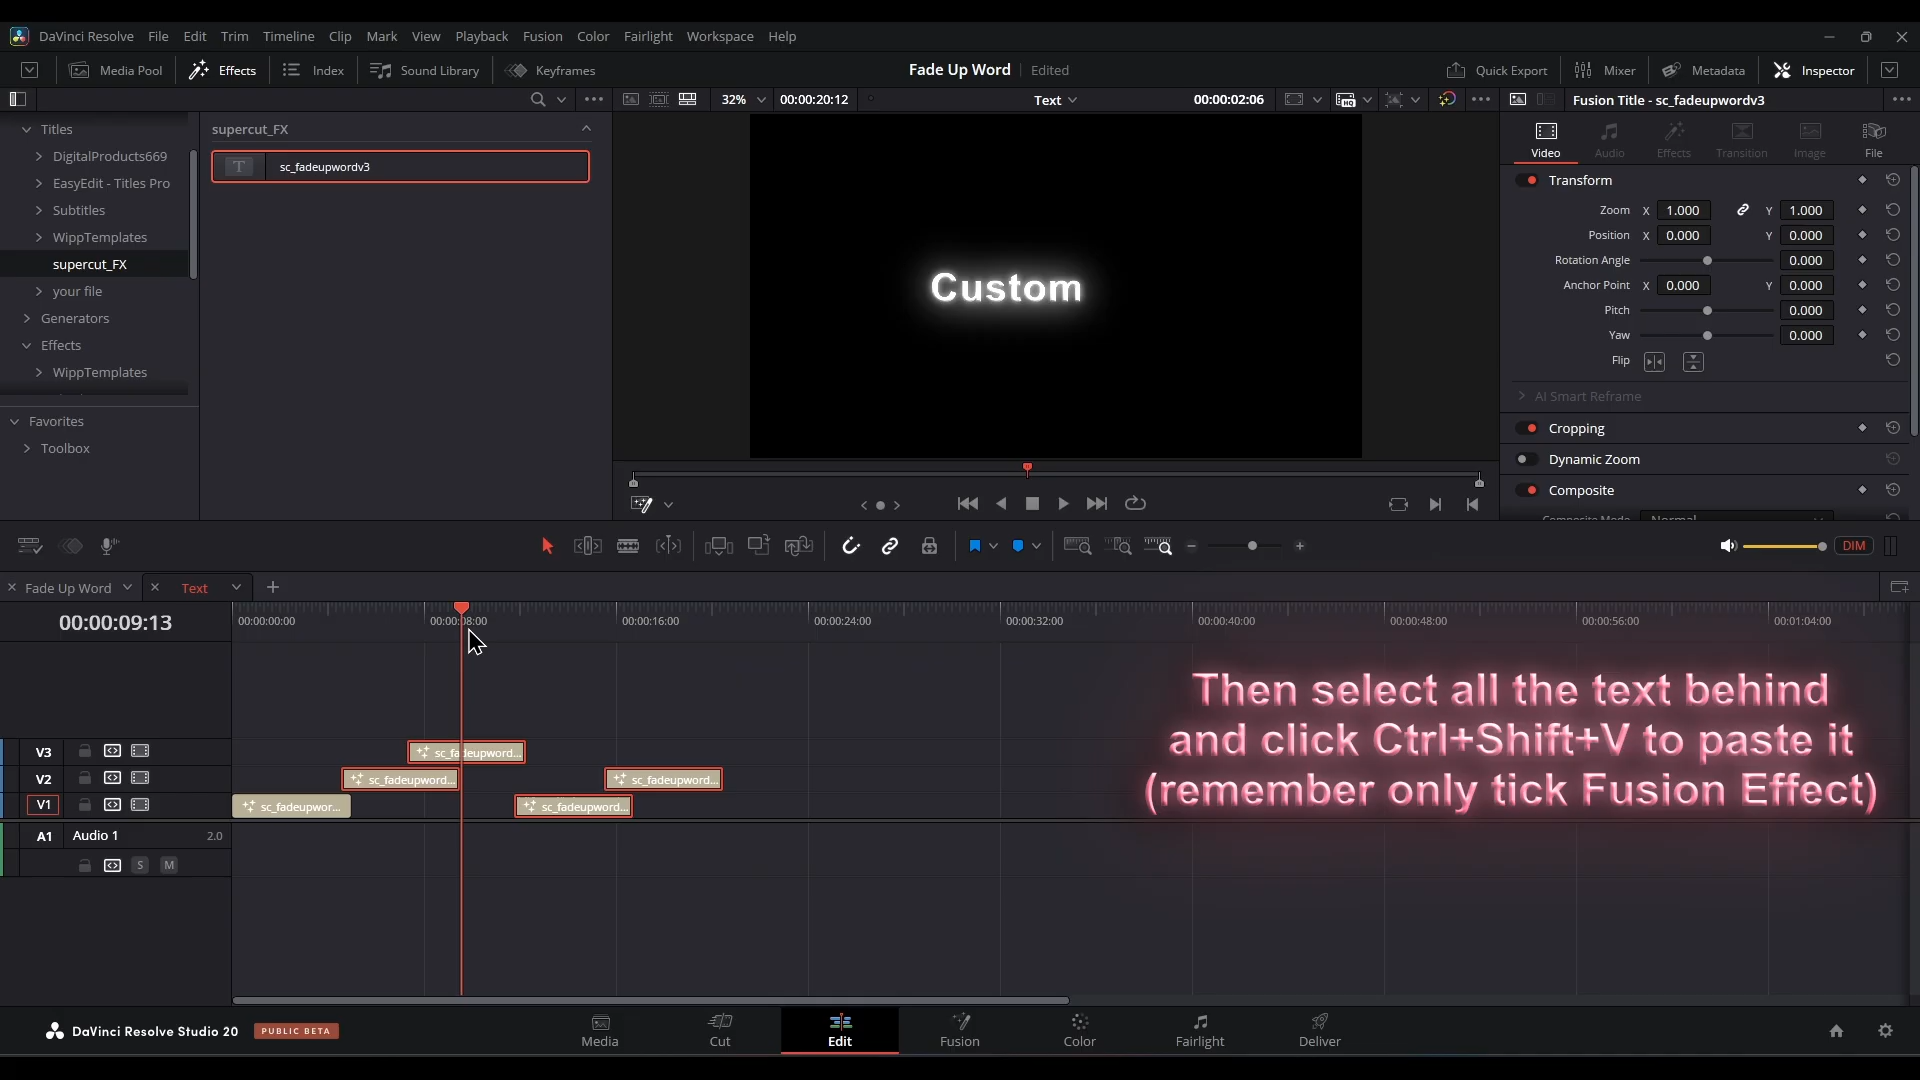 DaVinci Resolve File Edit Trim Timeline Clip Mark View Playback Fusion Color Fairlight Workspace Help
Media Pool Effects Index Sound Library Keyframes Fade Up Word Edited Quick Export Mixer Metadata Inspector
32% 00:00:20:12 Text 00:00:02:06 Fusion Title - sc_fadeupwordv3
Titles
DigitalProducts669
EasyEdit - Titles Pro
Subtitles
WippTemplates
supercut_FX
your file
Generators
Effects
WippTemplates
Favorites
Toolbox
supercut_FX
T sc_fadeupwordv3
Custom
Video Audio Effects Transition Image File
Transform
Zoom X 1.000 Y 1.000
Position X 0.000 Y 0.000
Rotation Angle 0.000
Anchor Point X 0.000 Y 0.000
Pitch 0.000
Yaw 0.000
Flip
AI Smart Reframe
Cropping
Dynamic Zoom
Composite
Composite Mode Normal
DIM
Fade Up Word Text
00:00:09:13 00:00:00:00 00:00:08:00 00:00:16:00 00:00:24:00 00:00:32:00 00:00:40:00 00:00:48:00 00:00:56:00 00:01:04:00
Then select all the text behind
and click Ctrl+Shift+V to paste it
(remember only tick Fusion Effect)
V3 sc_fadeupword...
V2 sc_fadeupword... sc_fadeupword...
V1 sc_fadeupwor... sc_fadeupword...
A1 Audio 1 2.0
S M
DaVinci Resolve Studio 20 PUBLIC BETA
Media Cut Edit Fusion Color Fairlight Deliver